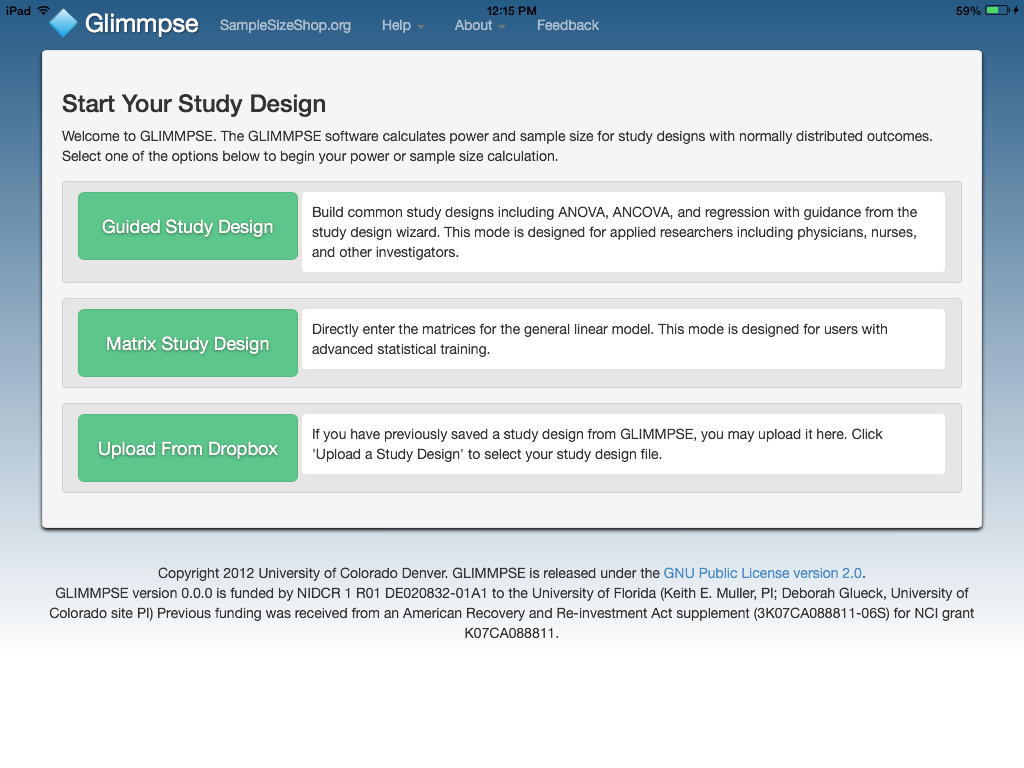 iPad 12:15 PM 59%
Glimmpse SampleSizeShop.org Help About Feedback
Start Your Study Design
Welcome to GLIMMPSE. The GLIMMPSE software calculates power and sample size for study designs with normally distributed outcomes.
Select one of the options below to begin your power or sample size calculation.
Guided Study Design
Build common study designs including ANOVA, ANCOVA, and regression with guidance from the
study design wizard. This mode is designed for applied researchers including physicians, nurses,
and other investigators.
Matrix Study Design
Directly enter the matrices for the general linear model. This mode is designed for users with
advanced statistical training.
Upload From Dropbox
If you have previously saved a study design from GLIMMPSE, you may upload it here. Click
'Upload a Study Design' to select your study design file.
Copyright 2012 University of Colorado Denver. GLIMMPSE is released under the GNU Public License version 2.0.
GLIMMPSE version 0.0.0 is funded by NIDCR 1 R01 DE020832-01A1 to the University of Florida (Keith E. Muller, PI; Deborah Glueck, University of
Colorado site PI) Previous funding was received from an American Recovery and Re-investment Act supplement (3K07CA088811-06S) for NCI grant
K07CA088811.